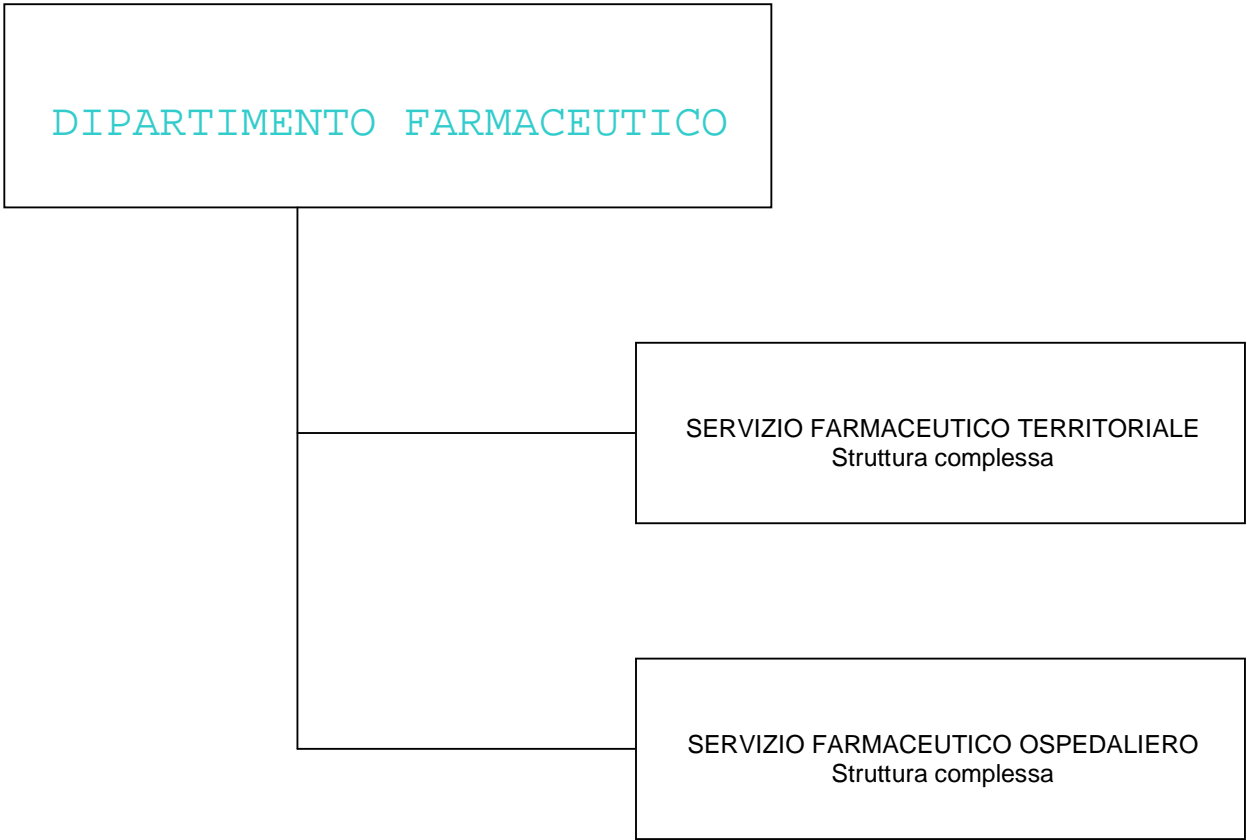 DIPARTIMENTO FARMACEUTICO
SERVIZIO FARMACEUTICO TERRITORIALE
Struttura complessa
SERVIZIO FARMACEUTICO OSPEDALIERO
Struttura complessa